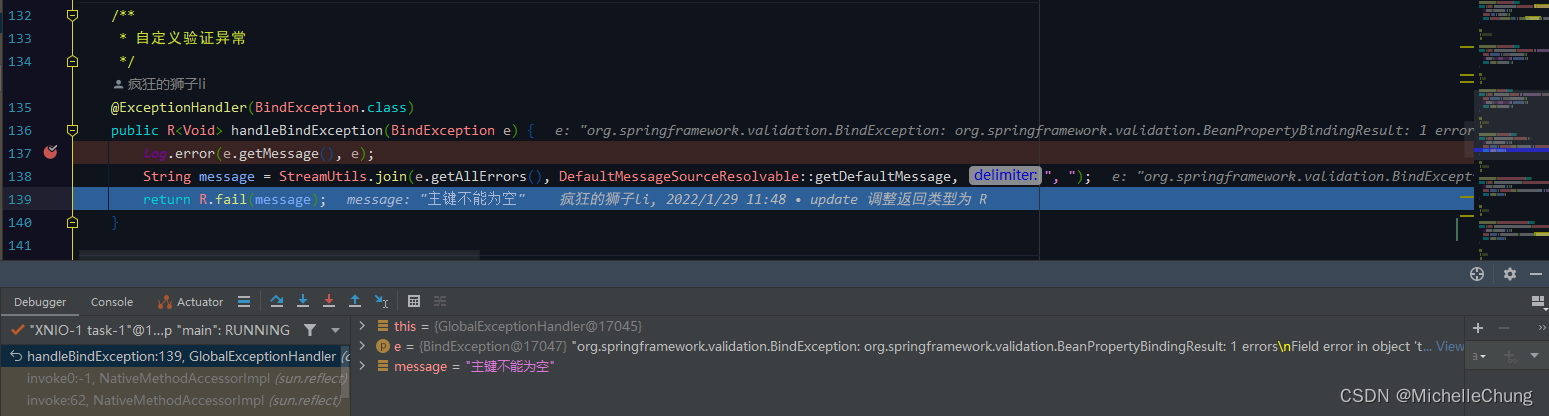 132 /**
133 * 自定义验证异常
134 */
疯狂的狮子li
135 @ExceptionHandler(BindException.class)
136 public R<Void> handleBindException(BindException e) { e: "org.springframework.validation.BindException: org.springframework.validation.BeanPropertyBindingResult: 1 error
137 log.error(e.getMessage(), e);
138 String message = StreamUtils.join(e.getAllErrors(), DefaultMessageSourceResolvable::getDefaultMessage, delimiter: ", "); e: "org.springframework.validation.BindExcept
139 return R.fail(message); message: "主键不能为空" 疯狂的狮子li, 2022/1/29 11:48 • update 调整返回类型为 R
140 }
141
Debugger Console Actuator
"XNIO-1 task-1"@1...p "main": RUNNING
this = {GlobalExceptionHandler@17045}
e = {BindException@17047} "org.springframework.validation.BindException: org.springframework.validation.BeanPropertyBindingResult: 1 errors\nField error in object 't... View
message = "主键不能为空"
handleBindException:139, GlobalExceptionHandler (c
invoke0:-1, NativeMethodAccessorImpl (sun.reflect)
invoke:62, NativeMethodAccessorImpl (sun.reflect)
CSDN @MichelleChung